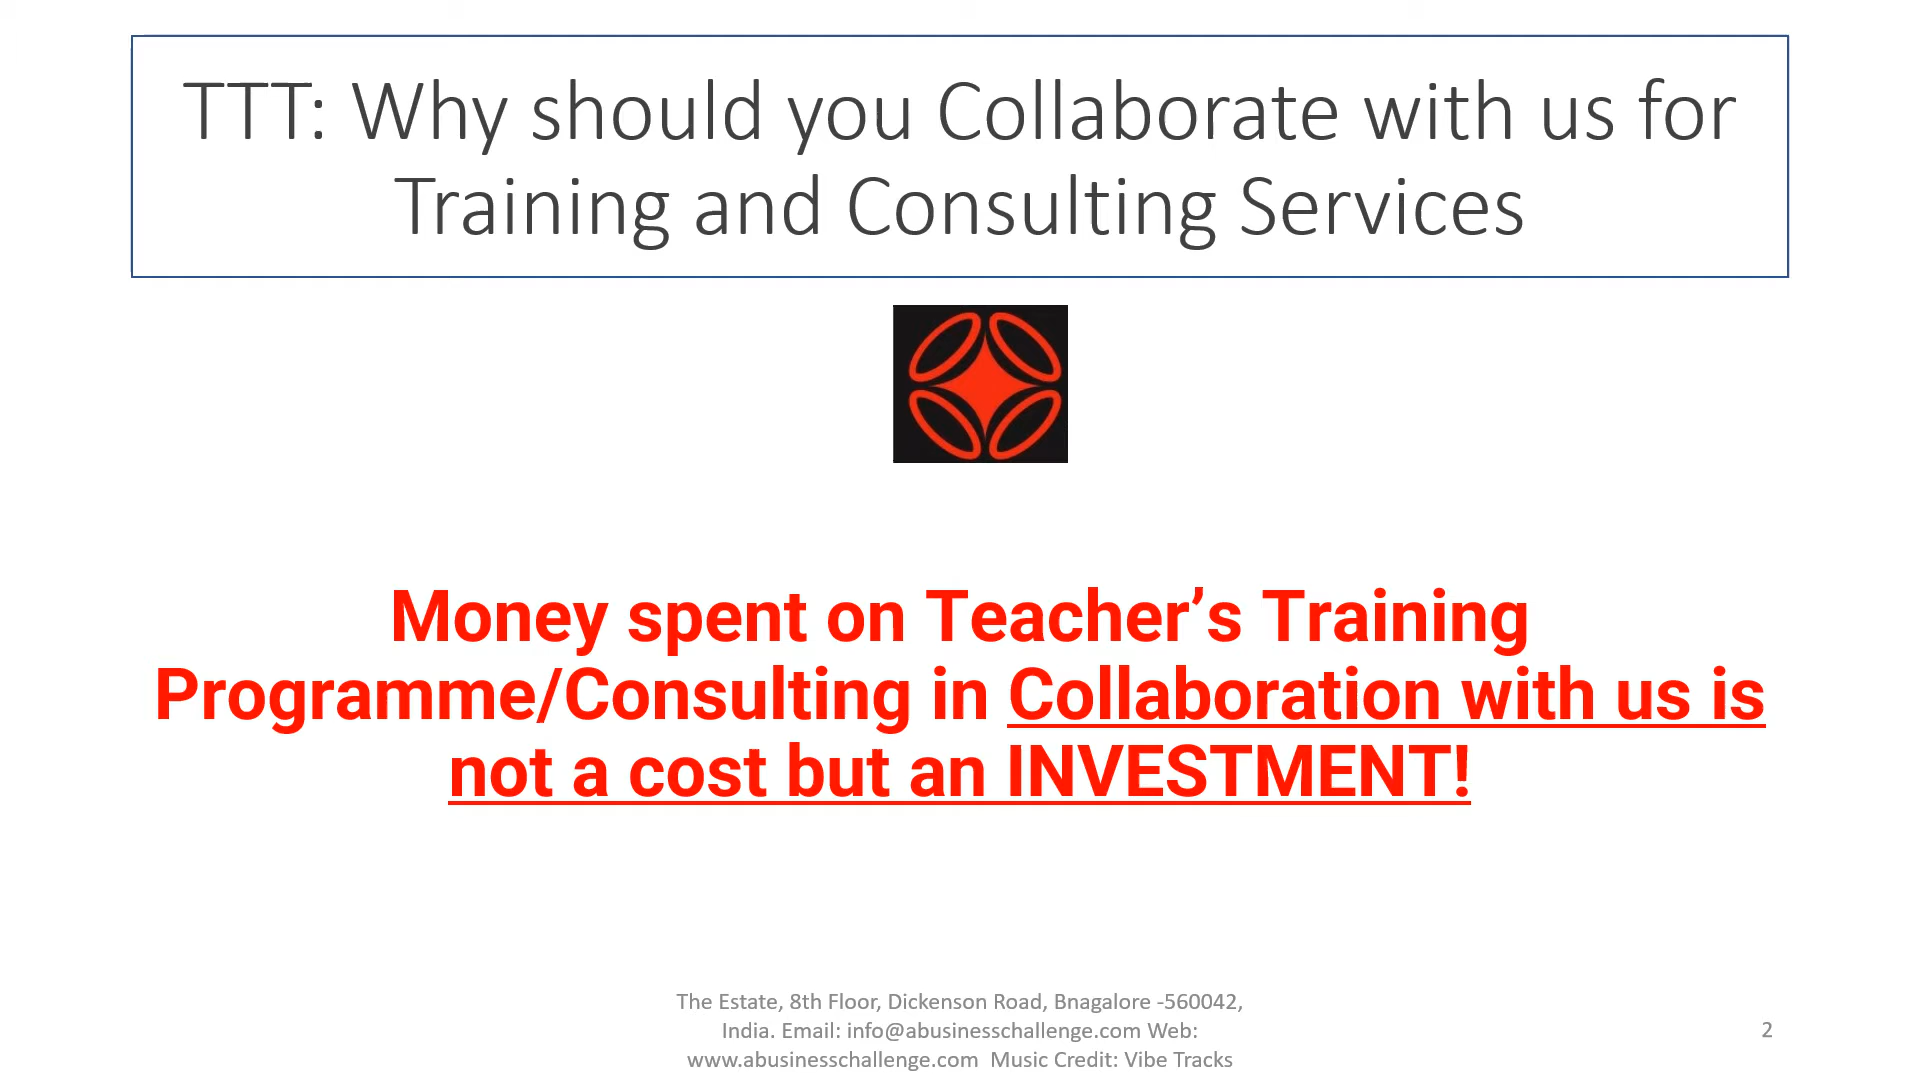 TTT: Why should you Collaborate with us for
Training and Consulting Services
Money spent on Teacher’s Training
Programme/Consulting in Collaboration with us is
not a cost but an INVESTMENT!
The Estate, 8th Floor, Dickenson Road, Bnagalore -560042,
India. Email: info@abusinesschallenge.com Web:
www.abusinesschallenge.com  Music Credit: Vibe Tracks
2